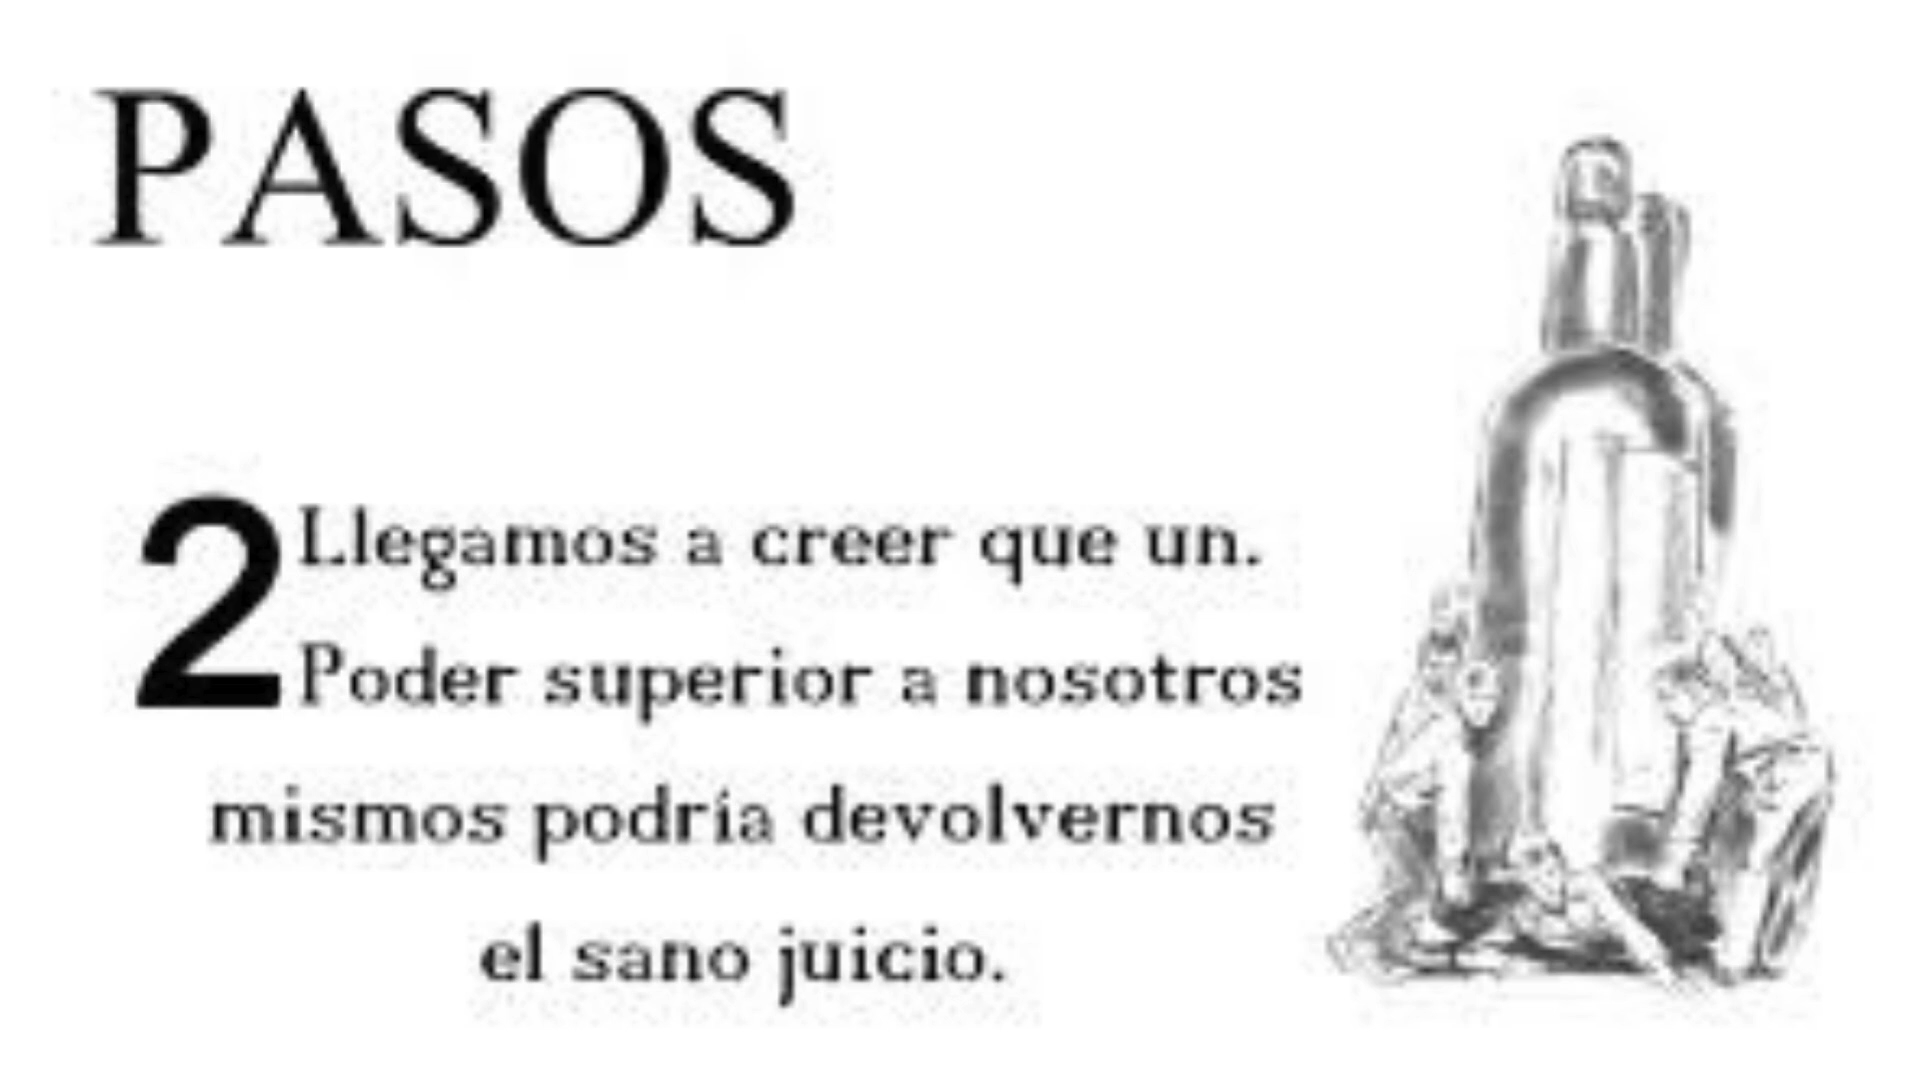 PASOS
2 Llegamos a creer que un.
Poder superior a nosotros
mismos podría devolvernos
el sano juicio.